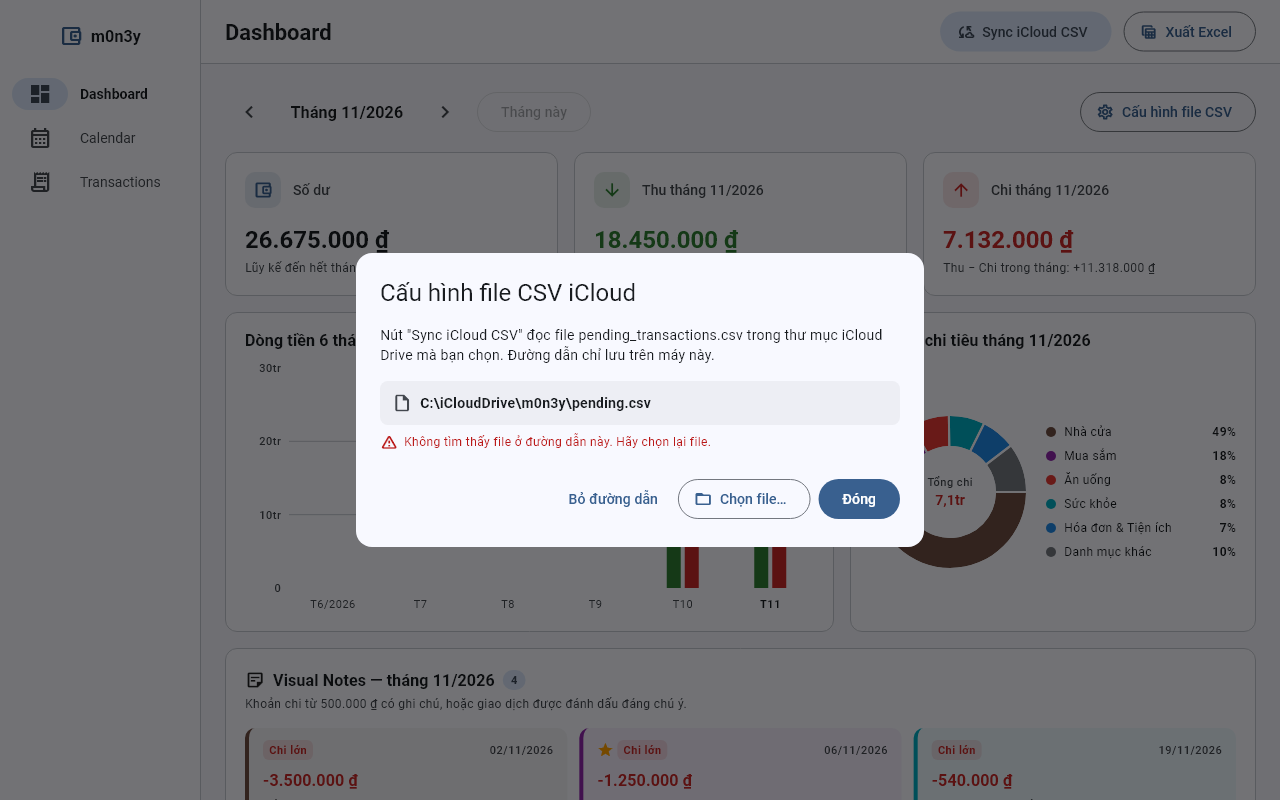 m0n3y
Dashboard
Calendar
Transactions
Dashboard
Sync iCloud CSV
Xuất Excel
Tháng 11/2026
Tháng này
Cấu hình file CSV
Số dư
26.675.000 ₫
Lũy kế đến hết thán
Thu tháng 11/2026
18.450.000 ₫
Chi tháng 11/2026
7.132.000 ₫
Thu − Chi trong tháng: +11.318.000 ₫
Cấu hình file CSV iCloud
Nút "Sync iCloud CSV" đọc file pending_transactions.csv trong thư mục iCloud
Drive mà bạn chọn. Đường dẫn chỉ lưu trên máy này.
C:\iCloudDrive\m0n3y\pending.csv
Không tìm thấy file ở đường dẫn này. Hãy chọn lại file.
Bỏ đường dẫn
Chọn file…
Đóng
Dòng tiền 6 thá
30tr
20tr
10tr
0
T6/2026
T7
T8
T9
T10
T11
chi tiêu tháng 11/2026
Tổng chi
7,1tr
Nhà cửa 49%
Mua sắm 18%
Ăn uống 8%
Sức khỏe 8%
Hóa đơn & Tiện ích 7%
Danh mục khác 10%
Visual Notes — tháng 11/2026 4
Khoản chi từ 500.000 ₫ có ghi chú, hoặc giao dịch được đánh dấu đáng chú ý.
Chi lớn 02/11/2026
-3.500.000 ₫
Chi lớn 06/11/2026
-1.250.000 ₫
Chi lớn 19/11/2026
-540.000 ₫